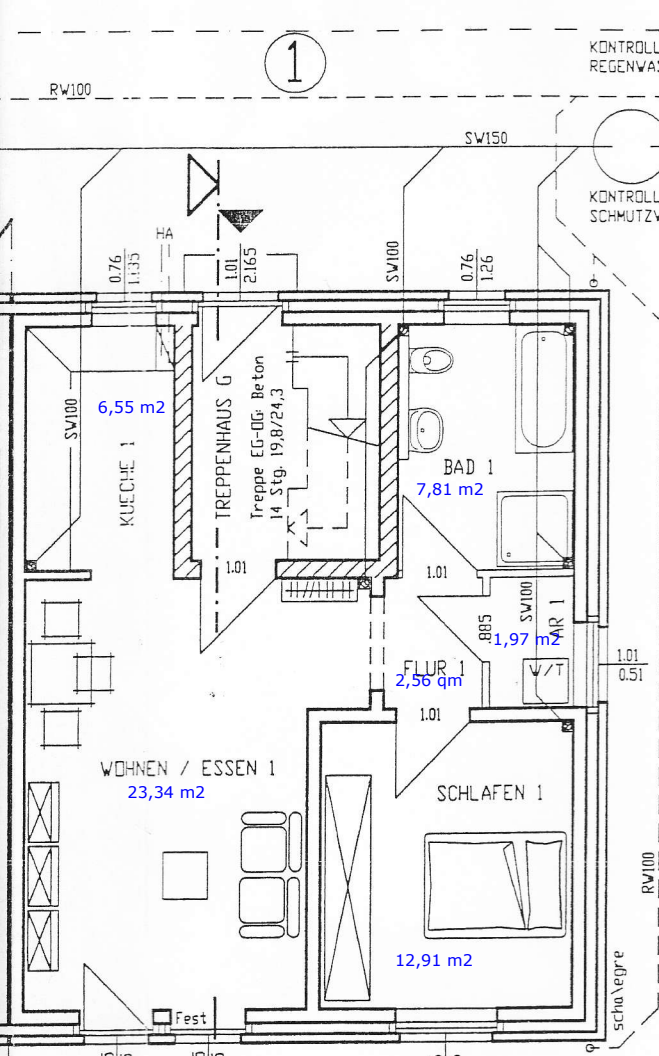 1
KONTROLL
REGENWAS
RW100
SW150
KONTROLL
SCHMUTZW
HA
0.76
1.135
1.01
2.165
SW100
0.76
1.26
6,55 m2
SW100
KUECHE 1
TREPPENHAUS G
Treppe EG-OG: Beton
14 Stg. 19,8/24,3
BAD 1
7,81 m2
1.01
1.01
.885
SW100
AR 1
1,97 m2
FLUR 1
2,56 qm
W/T
1.01
0.51
1.01
WOHNEN / ESSEN 1
23,34 m2
SCHLAFEN 1
12,91 m2
RW100
Fest